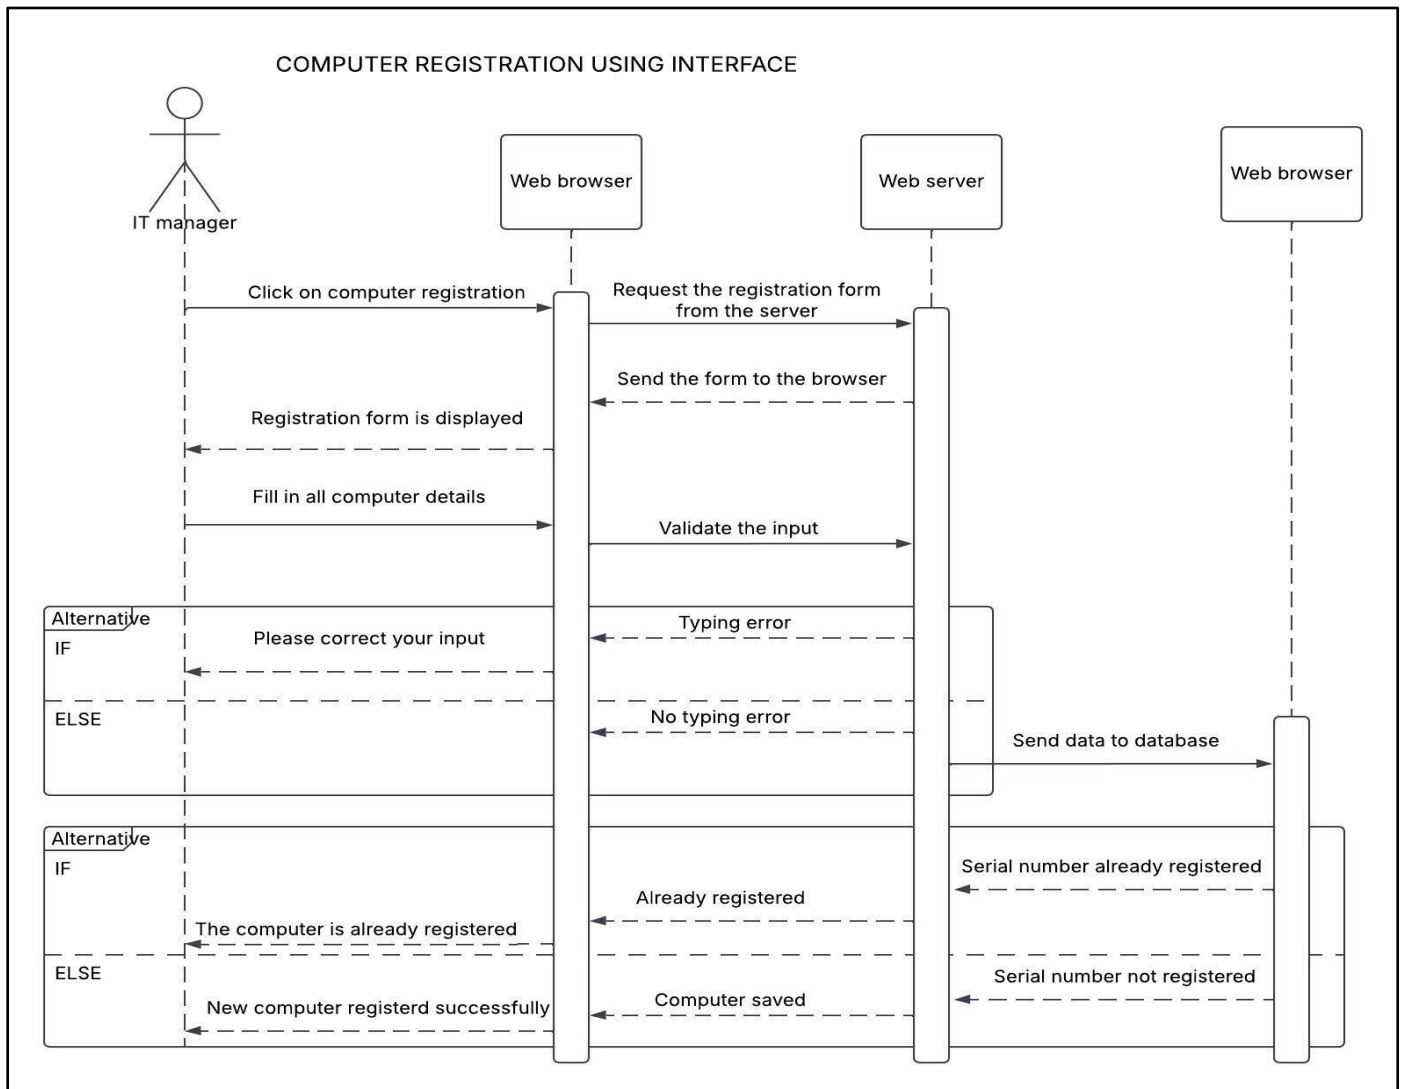 COMPUTER REGISTRATION USING INTERFACE
IT manager
Web browser
Web server
Web browser
Click on computer registration
Request the registration form
from the server
Send the form to the browser
Registration form is displayed
Fill in all computer details
Validate the input
Alternative
IF
Typing error
Please correct your input
ELSE
No typing error
Send data to database
Alternative
IF
Serial number already registered
Already registered
The computer is already registered
ELSE
Serial number not registered
Computer saved
New computer registerd successfully